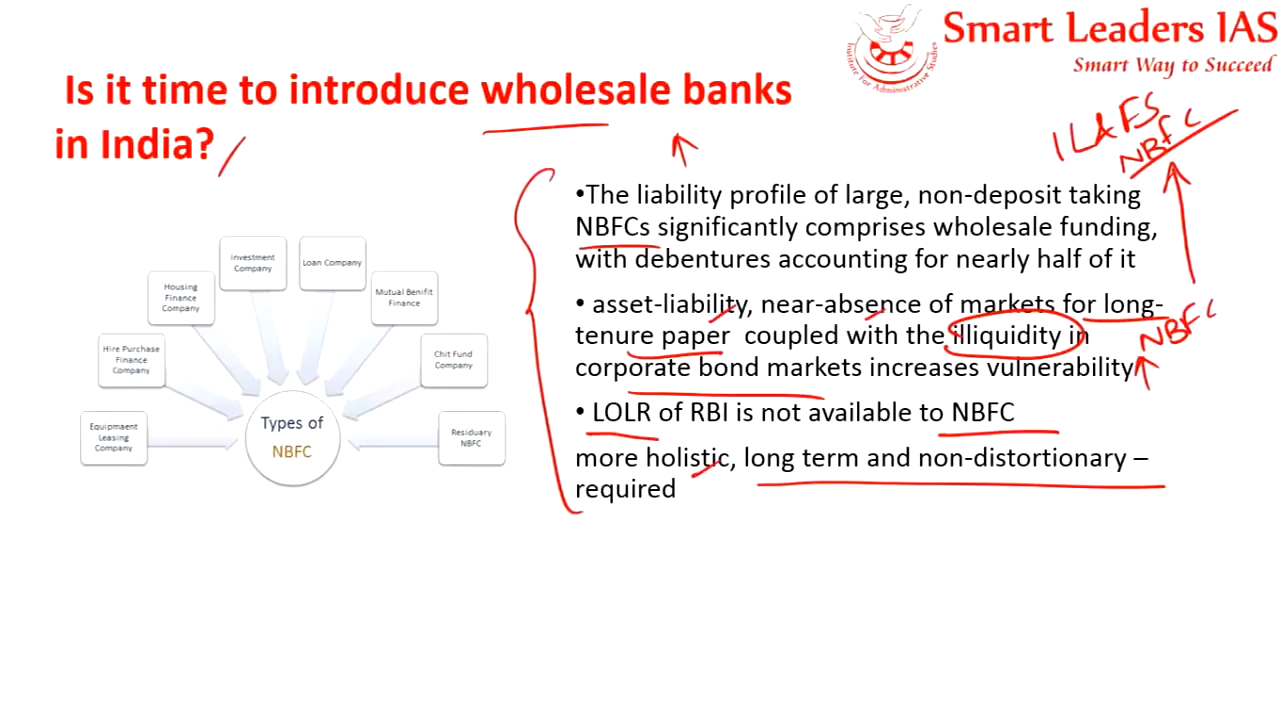 Smart Leaders IAS
Smart Way to Succeed
Institute For Administrative Studies
Is it time to introduce wholesale banks
in India?
IL&FS
NBFC
•The liability profile of large, non-deposit taking
NBFCs significantly comprises wholesale funding,
with debentures accounting for nearly half of it
• asset-liability, near-absence of markets for long-
tenure paper coupled with the illiquidity in
corporate bond markets increases vulnerability
NBFC
• LOLR of RBI is not available to NBFC
more holistic, long term and non-distortionary –
required
Investment
Company
Loan Company
Housing
Finance
Company
Mutual Benifit
Finance
Hire Purchase
Finance
Company
Chit Fund
Company
Equipmaent
Leasing
Company
Residuary
NBFC
Types of
NBFC